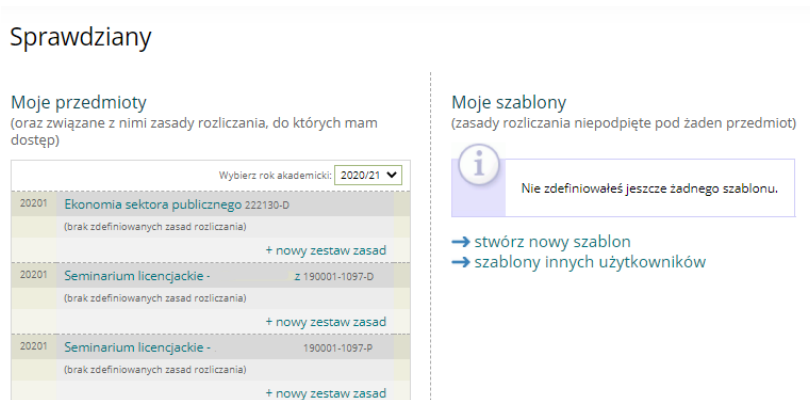 Sprawdziany
Moje przedmioty
(oraz związane z nimi zasady rozliczania, do których mam
dostęp)
Wybierz rok akademicki: 2020/21
20201 Ekonomia sektora publicznego 222130-D
(brak zdefiniowanych zasad rozliczania)
+ nowy zestaw zasad
20201 Seminarium licencjackie - z 190001-1097-D
(brak zdefiniowanych zasad rozliczania)
+ nowy zestaw zasad
20201 Seminarium licencjackie - 190001-1097-P
(brak zdefiniowanych zasad rozliczania)
+ nowy zestaw zasad
Moje szablony
(zasady rozliczania niepodpięte pod żaden przedmiot)
i
Nie zdefiniowałeś jeszcze żadnego szablonu.
→ stwórz nowy szablon
→ szablony innych użytkowników